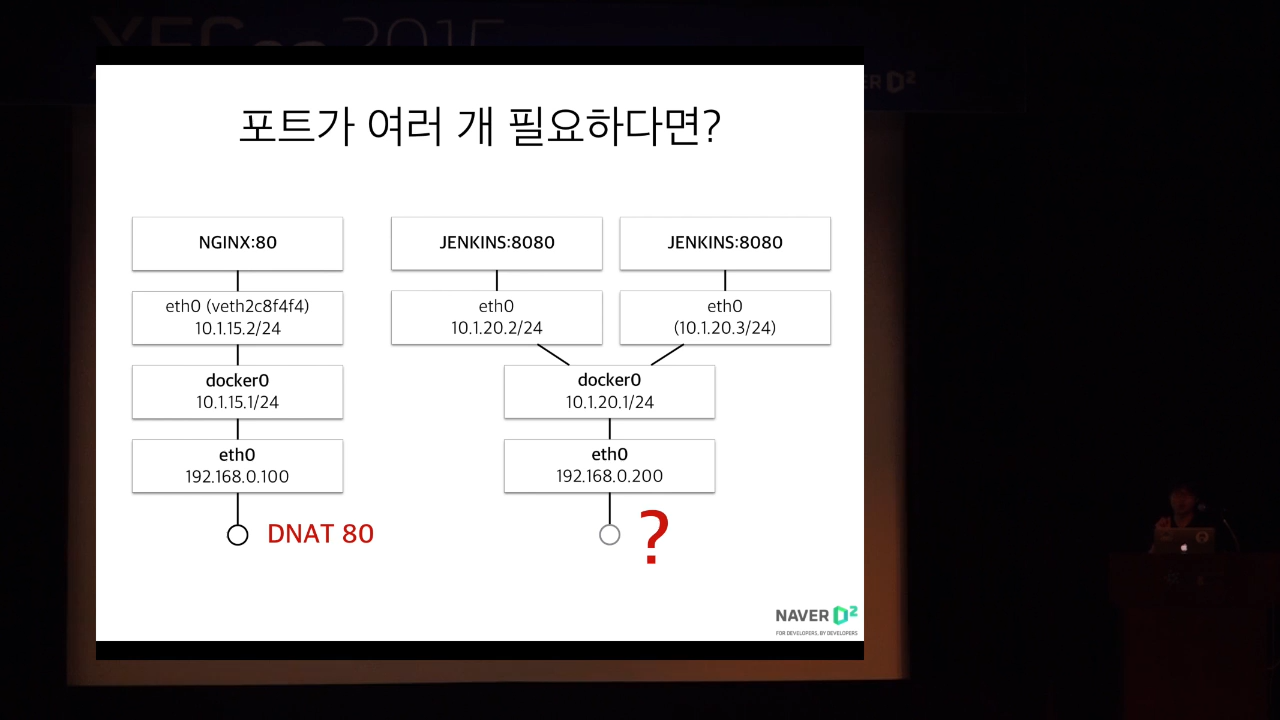 2015
포트가 여러 개 필요하다면?
NGINX:80
eth0 (veth2c8f4f4)
10.1.15.2/24
docker0
10.1.15.1/24
eth0
192.168.0.100
DNAT 80
JENKINS:8080
JENKINS:8080
eth0
10.1.20.2/24
eth0
(10.1.20.3/24)
docker0
10.1.20.1/24
eth0
192.168.0.200
?
NAVER D2
FOR DEVELOPERS, BY DEVELOPERS